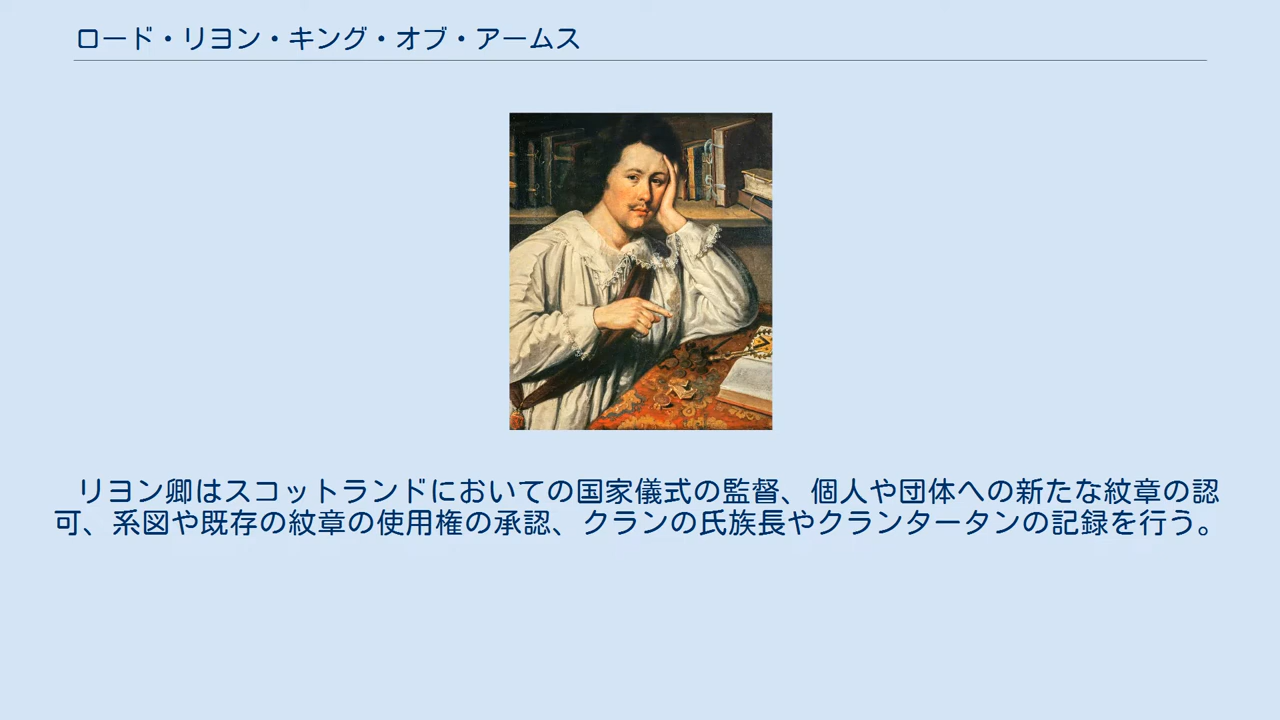 ロード・リヨン・キング・オブ・アームス
リヨン卿はスコットランドにおいての国家儀式の監督、個人や団体への新たな紋章の認
可、系図や既存の紋章の使用権の承認、クランの氏族長やクランタータンの記録を行う。